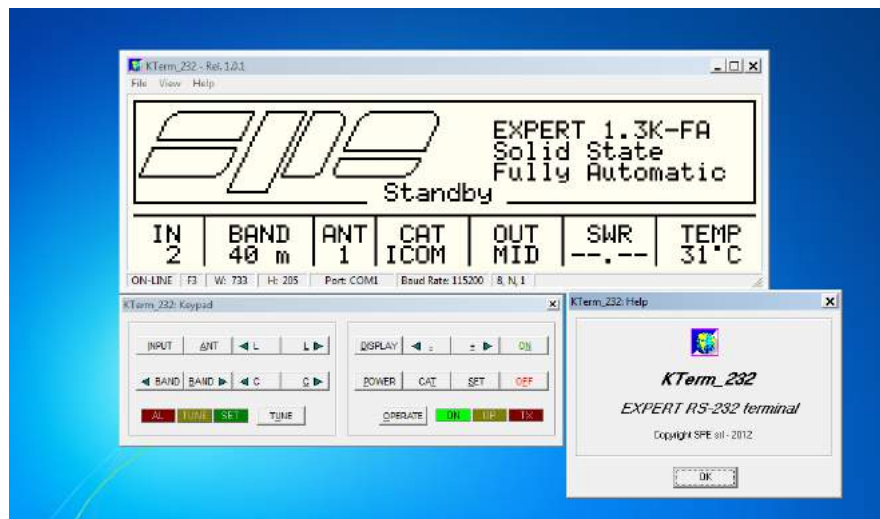 KTerm_232 - Rel. 1.0.1
File View Help
spe
EXPERT 1.3K-FA
Solid State
Fully Automatic
Standby
IN BAND ANT CAT OUT SWR TEMP
2 40 m 1 ICOM MID --.-- 31°C
ON-LINE F3 W: 733 H: 205 Port: COM1 Baud Rate: 115200 8, N, 1
KTerm_232: Keypad
INPUT ANT ◄ L L ► DISPLAY ◄ - ± ► ON
◄ BAND BAND ► ◄ C C ► POWER CAT SET OFF
AL TUNE SET TUNE OPERATE ON OP TX
KTerm_232: Help
KTerm_232
EXPERT RS-232 terminal
Copyright SPE srl - 2012
OK